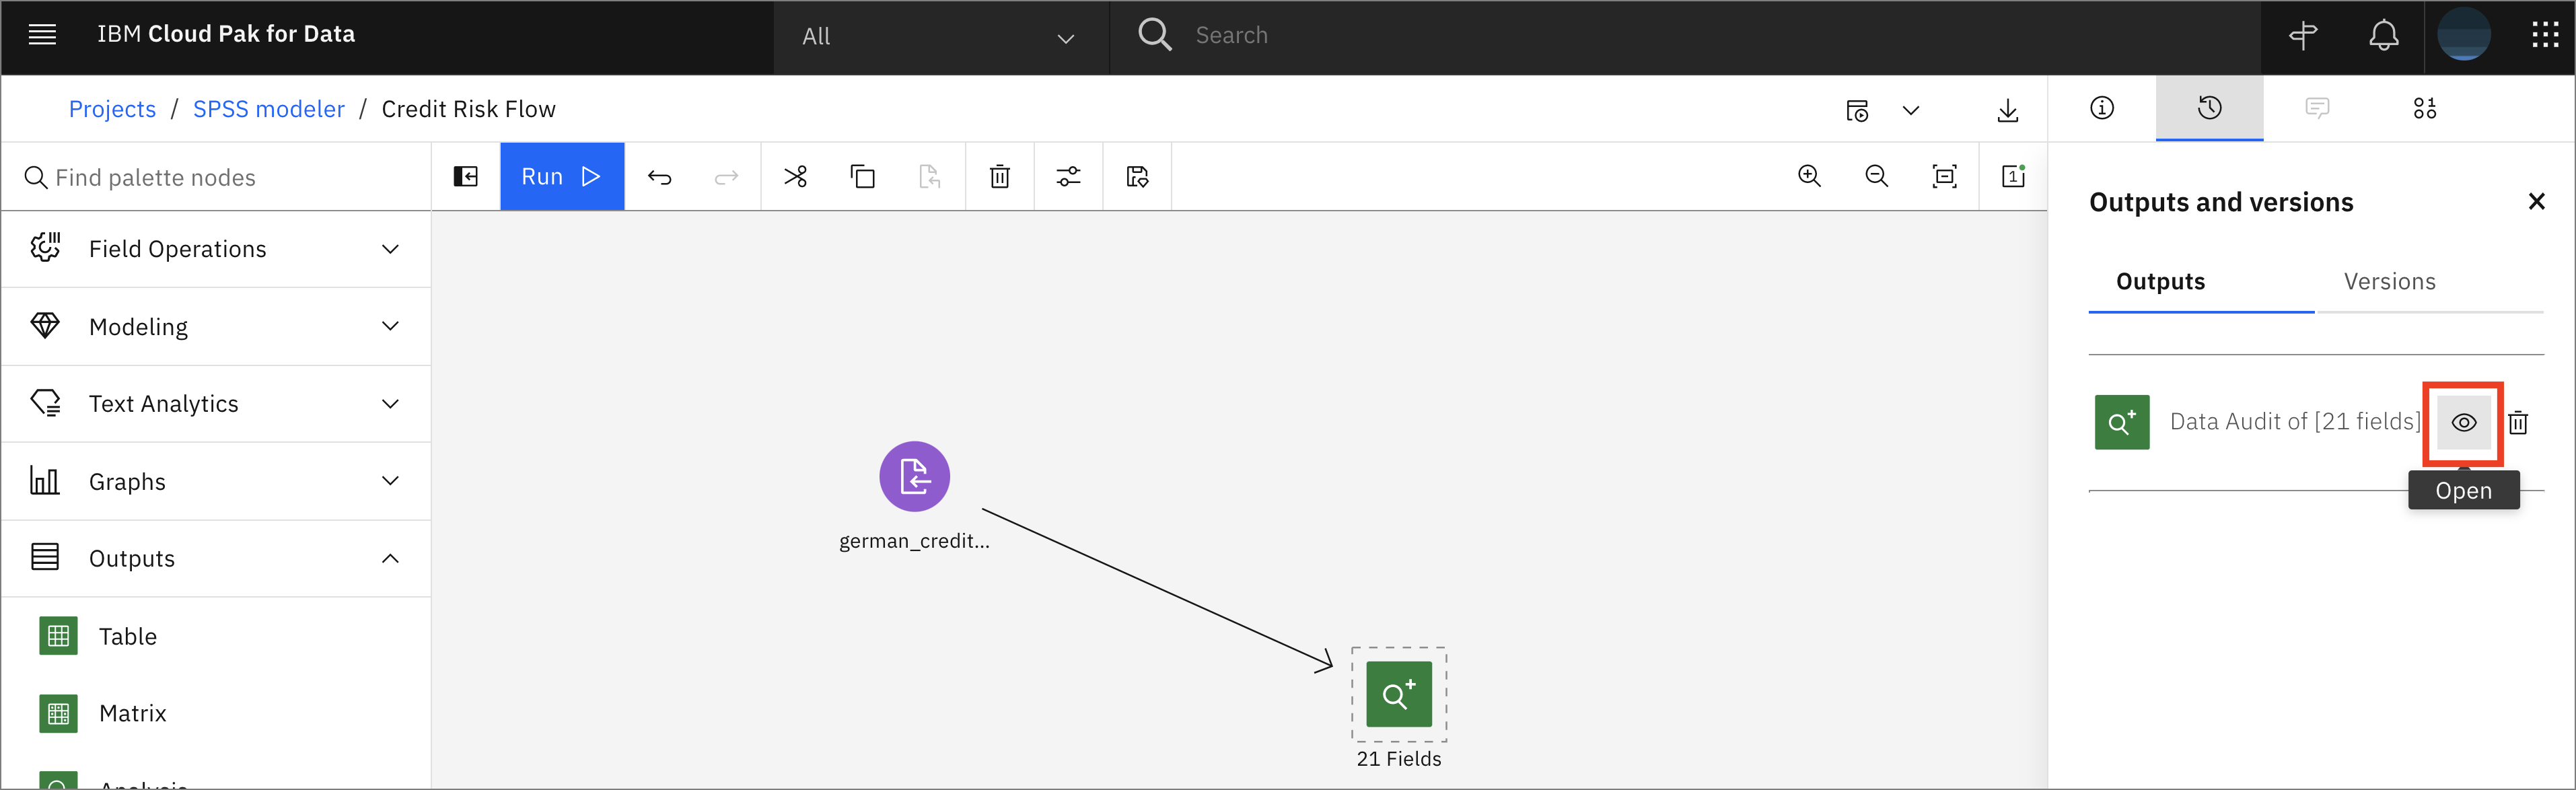 IBM Cloud Pak for Data
All
Search
Projects / SPSS modeler / Credit Risk Flow
Find palette nodes
Run
1
Outputs and versions
Outputs
Versions
Data Audit of [21 fields]
Open
Field Operations
Modeling
Text Analytics
Graphs
Outputs
Table
Matrix
Analysis
german_credit...
21 Fields